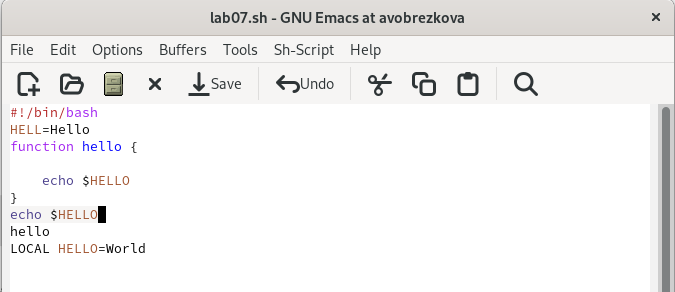 lab07.sh - GNU Emacs at avobrezkova
File Edit Options Buffers Tools Sh-Script Help
Save Undo
#!/bin/bash
HELL=Hello
function hello {
    echo $HELLO
}
echo $HELLO
hello
LOCAL HELLO=World